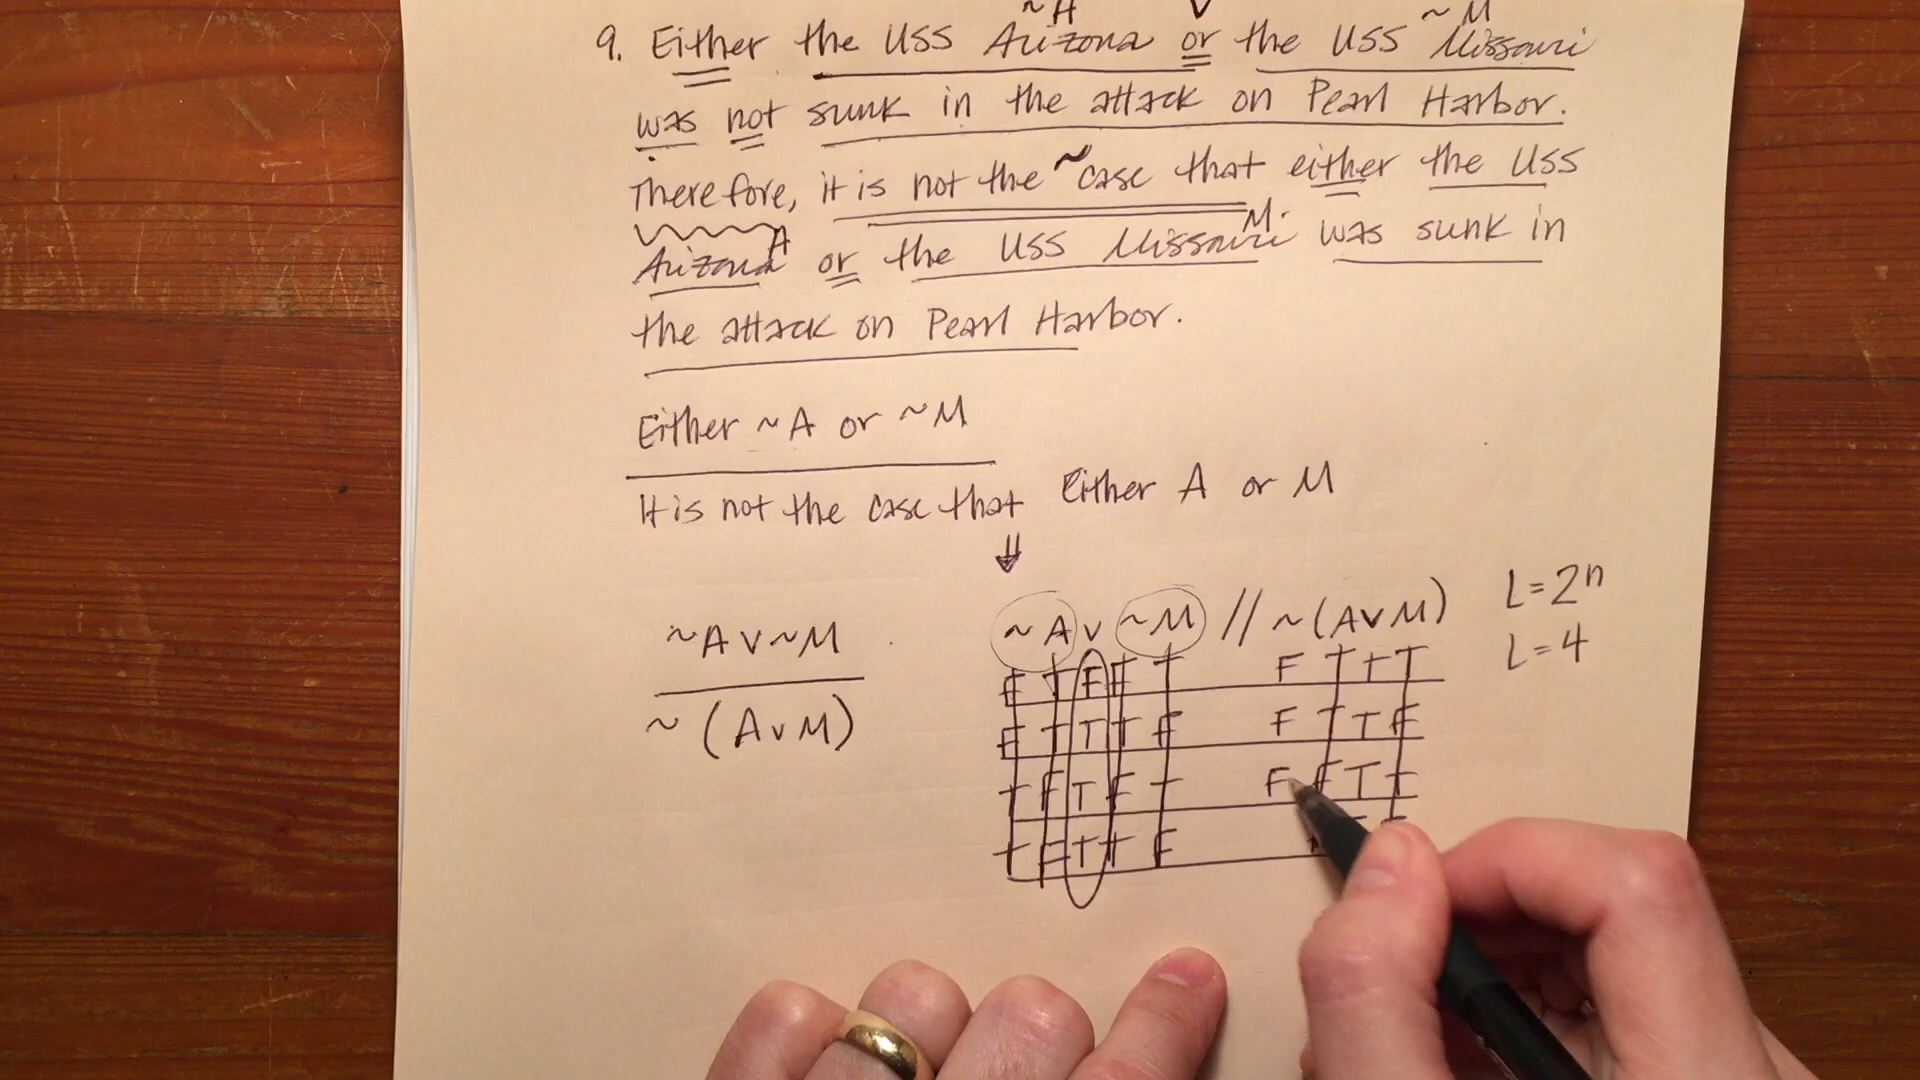 ~A v ~M
9. Either the USS Arizona or the USS Missouri
was not sunk in the attack on Pearl Harbor.
Therefore, it is not the ~ case that either the USS
A M
Arizona or the USS Missouri was sunk in
the attack on Pearl Harbor.
Either ~A or ~M
It is not the case that Either A or M
⇓
~A v ~M
~(A v M)
~A v ~M // ~(A v M)
F T F F T F T T T
F T T T F F T T F
T F T F T F F T T
T F T T F F F
L=2n
L=4